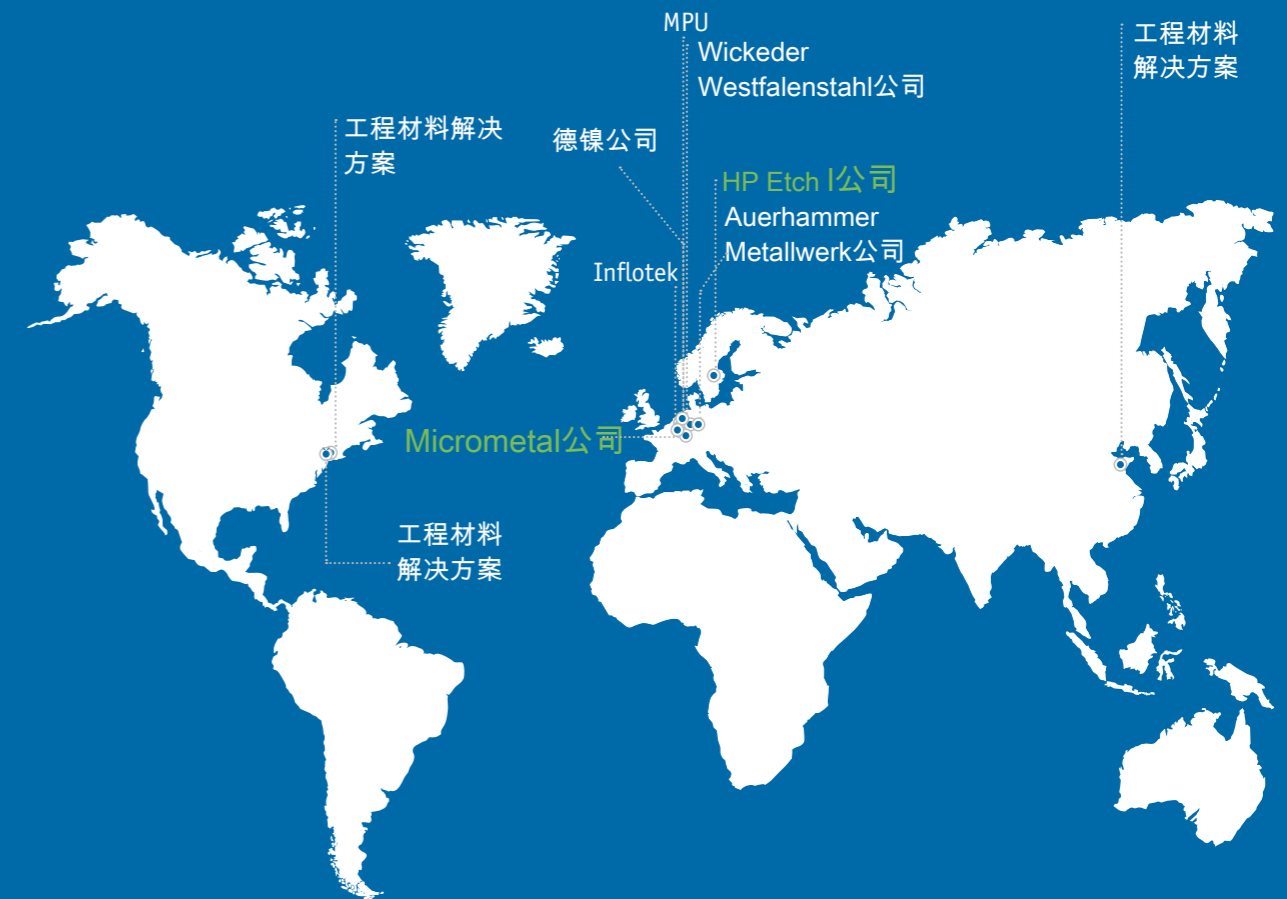 MPU
Wickeder
Westfalenstahl公司
工程材料
解决方案
工程材料解决
方案
德镍公司
HP Etch l公司
Auerhammer
Metallwerk公司
Inflotek
Micrometal公司
工程材料
解决方案